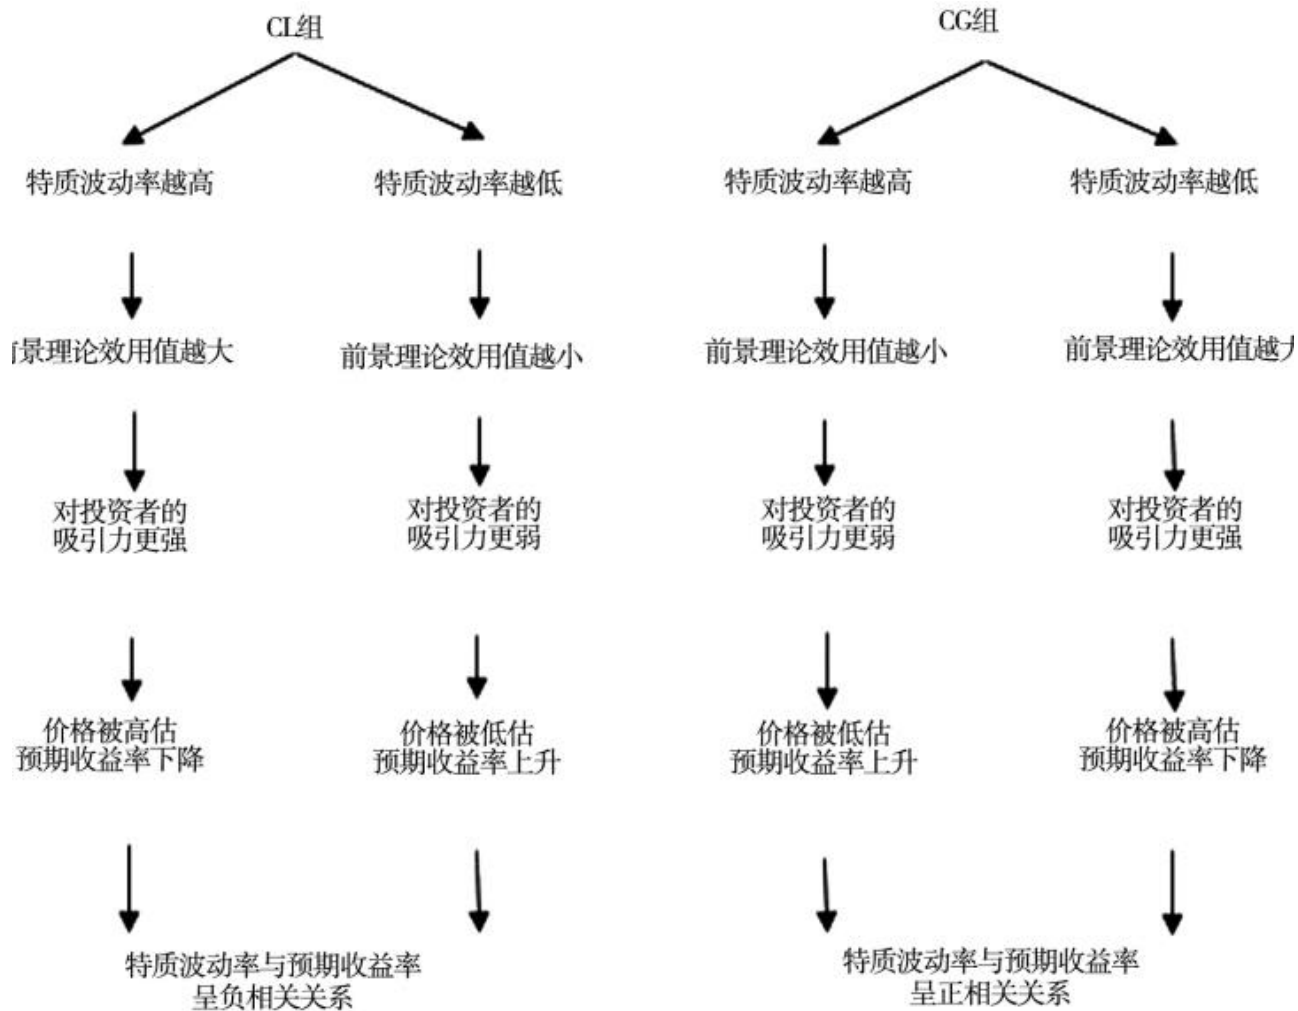 CL组
CG组
特质波动率越高
特质波动率越低
特质波动率越高
特质波动率越低
前景理论效用值越大
前景理论效用值越小
前景理论效用值越小
前景理论效用值越大
对投资者的
吸引力更强
对投资者的
吸引力更弱
对投资者的
吸引力更弱
对投资者的
吸引力更强
价格被高估
预期收益率下降
价格被低估
预期收益率上升
价格被低估
预期收益率上升
价格被高估
预期收益率下降
特质波动率与预期收益率
呈负相关关系
特质波动率与预期收益率
呈正相关关系